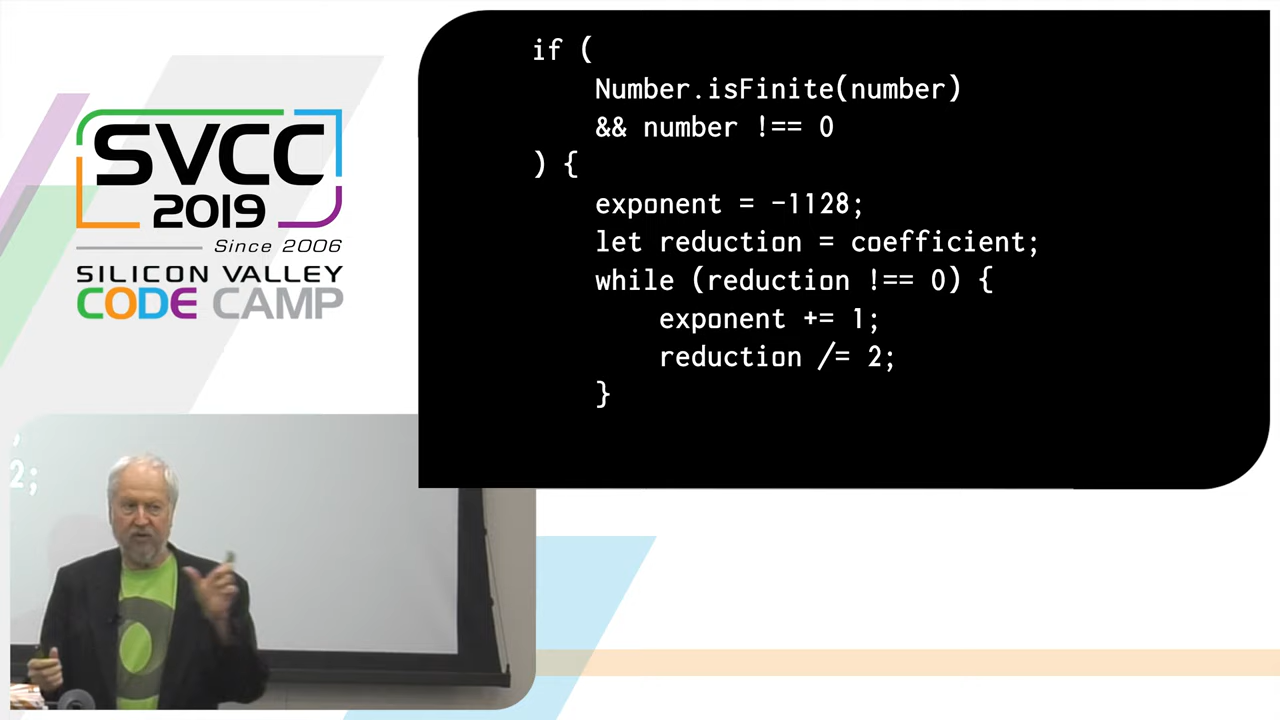 SVCC
2019
Since 2006
SILICON VALLEY
CODE CAMP
if (
Number.isFinite(number)
&& number !== 0
) {
exponent = -1128;
let reduction = coefficient;
while (reduction !== 0) {
exponent += 1;
reduction /= 2;
}
;
2;